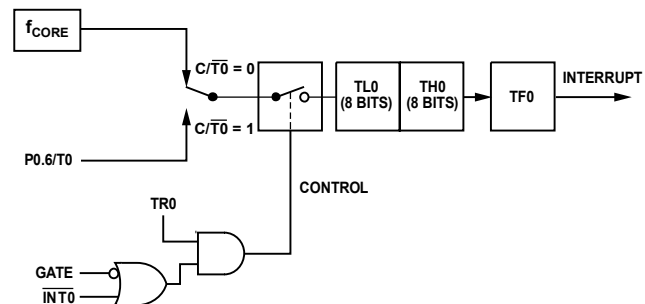 fCORE
C/T0 = 0
C/T0 = 1
P0.6/T0
TL0
(8 BITS)
TH0
(8 BITS)
TF0
INTERRUPT
CONTROL
TR0
GATE
INT0